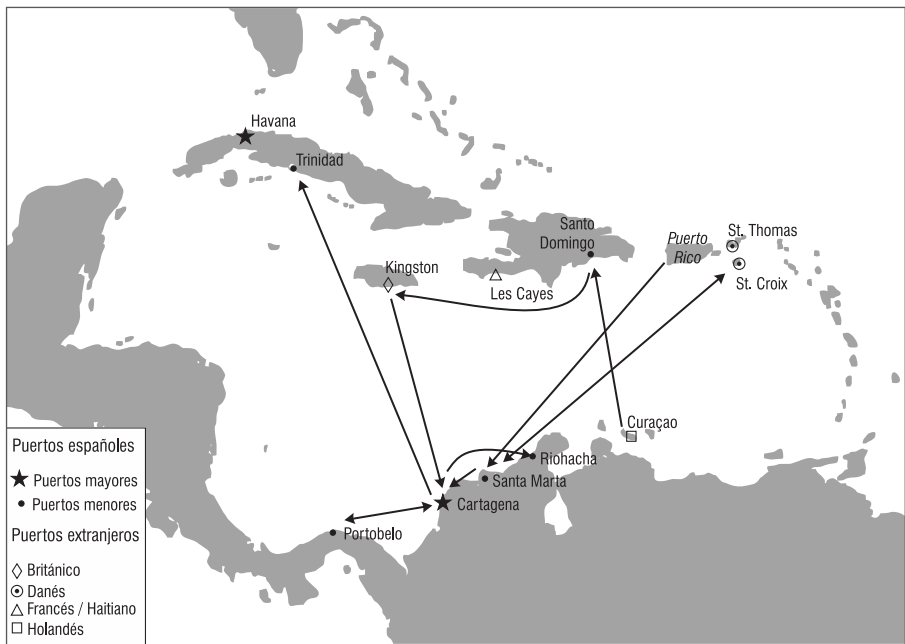 Havana
Trinidad
Santo
Domingo
Puerto
Rico
St. Thomas
St. Croix
Kingston
Les Cayes
Curaçao
Riohacha
Santa Marta
Cartagena
Portobelo
Puertos españoles
Puertos mayores
Puertos menores
Puertos extranjeros
Británico
Danés
Francés / Haitiano
Holandés